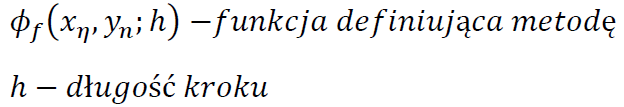 ϕ_f(x_η, y_n; h) −funkcja definiująca metodę
h − długość kroku